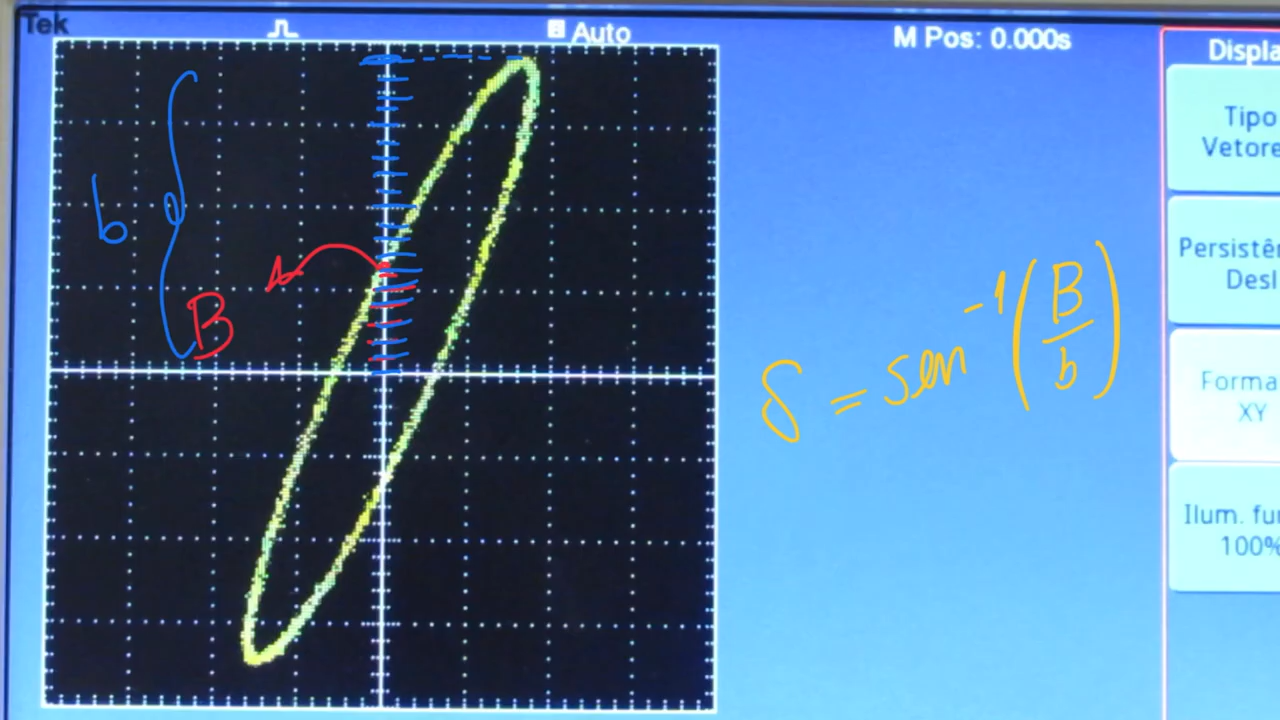 Tek
Auto
M Pos: 0.000s
Displa
Tipo
Vetore
Persistê
Desl
Forma
XY
Ilum. fu
100%
b
B
δ = sen⁻¹(B/b)